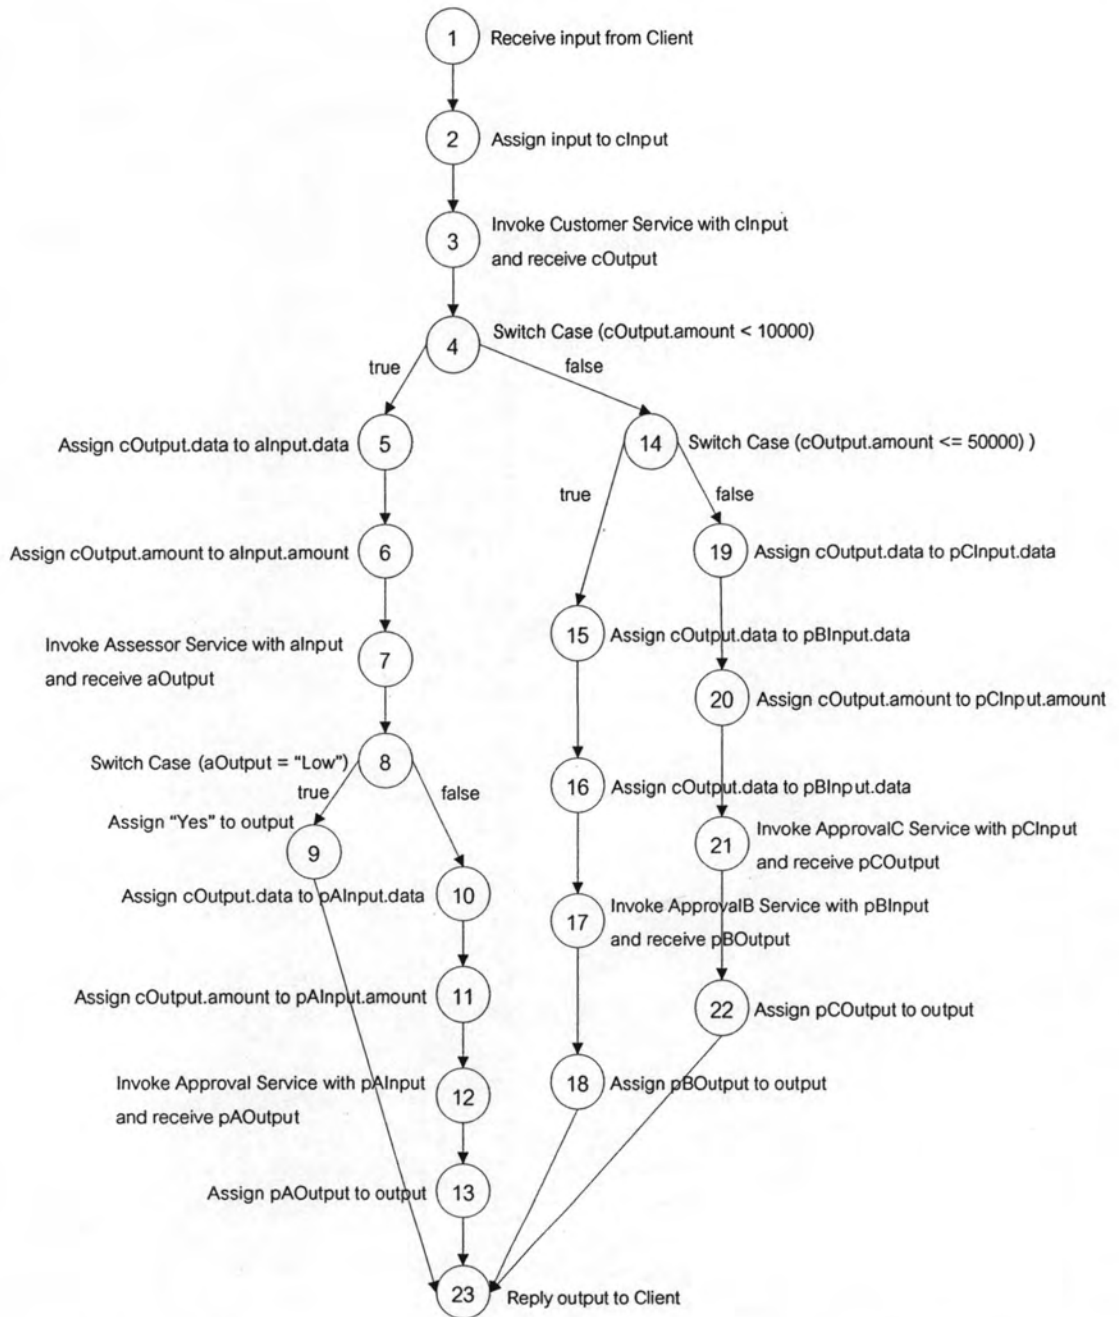 1 Receive input from Client
2 Assign input to cInput
3 Invoke Customer Service with cInput
and receive cOutput
4 Switch Case (cOutput.amount < 10000)
true
false
5 Assign cOutput.data to aInput.data
14 Switch Case (cOutput.amount <= 50000) )
true
false
6 Assign cOutput.amount to aInput.amount
19 Assign cOutput.data to pCInput.data
7 Invoke Assessor Service with aInput
and receive aOutput
15 Assign cOutput.data to pBInput.data
20 Assign cOutput.amount to pCInput.amount
8 Switch Case (aOutput = "Low")
true
false
16 Assign cOutput.data to pBInput.data
9 Assign “Yes” to output
21 Invoke ApprovalC Service with pCInput
and receive pCOutput
10 Assign cOutput.data to pAInput.data
17 Invoke ApprovalB Service with pBInput
and receive pBOutput
11 Assign cOutput.amount to pAInput.amount
22 Assign pCOutput to output
12 Invoke Approval Service with pAInput
and receive pAOutput
18 Assign pBOutput to output
13 Assign pAOutput to output
23 Reply output to Client